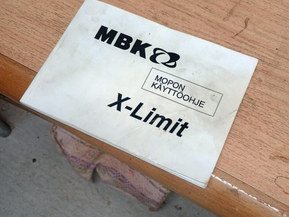 MBK
MOPON
KÄYTTÖOHJE
X-Limit